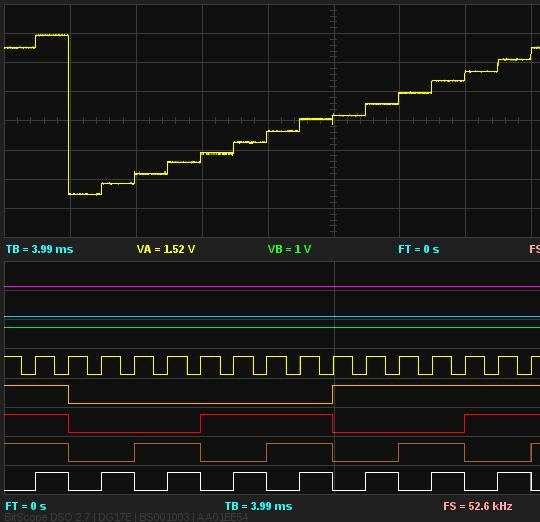 TB = 3.99 ms VA = 1.52 V VB = 1 V FT = 0 s FS
FT = 0 s TB = 3.99 ms FS = 52.6 kHz
BitScope DSO 2.7 | DG17E | BS001003 | AA01EE54